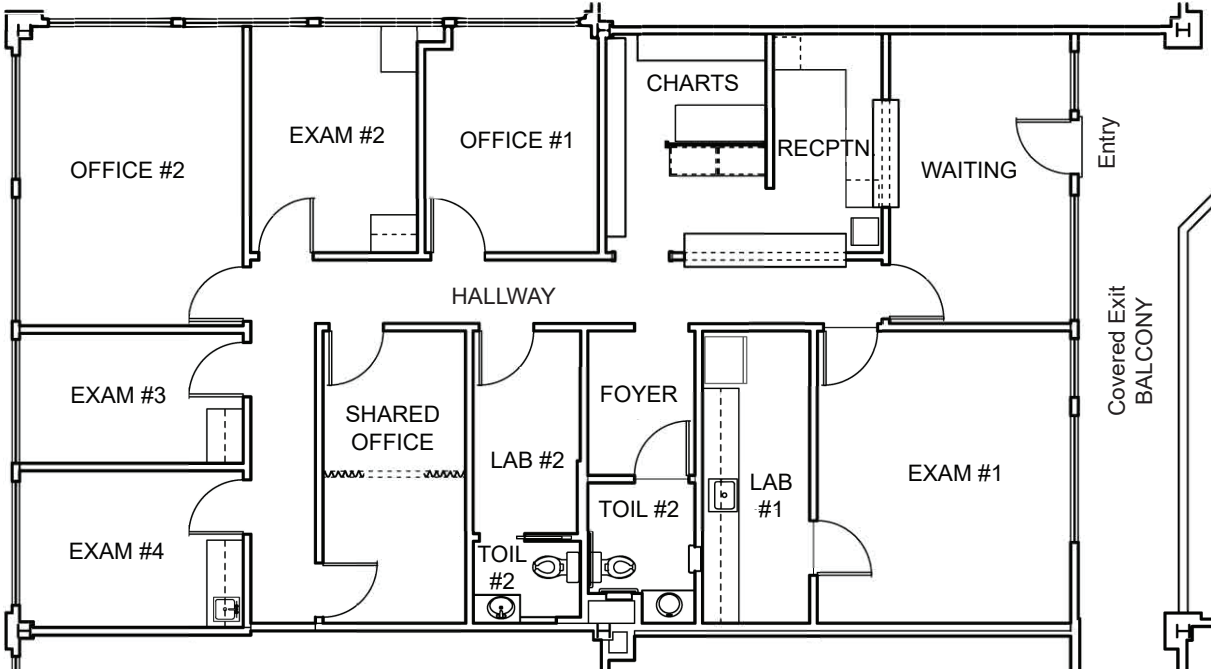 CHARTS
EXAM #2
OFFICE #1
RECPTN.
OFFICE #2
WAITING
Entry
HALLWAY
Covered Exit
BALCONY
EXAM #3
FOYER
SHARED
OFFICE
LAB #2
EXAM #1
LAB
#1
TOIL #2
EXAM #4
TOIL
#2